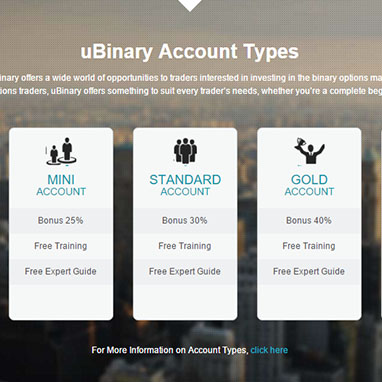 uBinary Account Types
inary offers a wide world of opportunities to traders interested in investing in the binary options ma
ions traders, uBinary offers something to suit every trader's needs, whether you're a complete beg
MINI
ACCOUNT
Bonus 25%
Free Training
Free Expert Guide
STANDARD
ACCOUNT
Bonus 30%
Free Training
Free Expert Guide
GOLD
ACCOUNT
Bonus 40%
Free Training
Free Expert Guide
For More Information on Account Types, click here